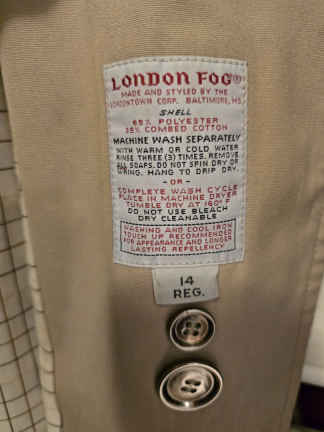 LONDON FOG®
MADE AND STYLED BY THE
LONDONTOWN CORP. BALTIMORE, MD.
SHELL
65% POLYESTER
35% COMBED COTTON
MACHINE WASH SEPARATELY
WITH WARM OR COLD WATER
RINSE THREE (3) TIMES. REMOVE
ALL SOAPS. DO NOT SPIN DRY OR
WRING. HANG TO DRIP DRY.
- OR -
COMPLETE WASH CYCLE
PLACE IN MACHINE DRYER
TUMBLE DRY AT 160° F
DO NOT USE BLEACH
DRY CLEANABLE
WASHING AND COOL IRON
TOUCH UP RECOMMENDED
FOR APPEARANCE AND LONGER
LASTING REPELLENCY
14
REG.